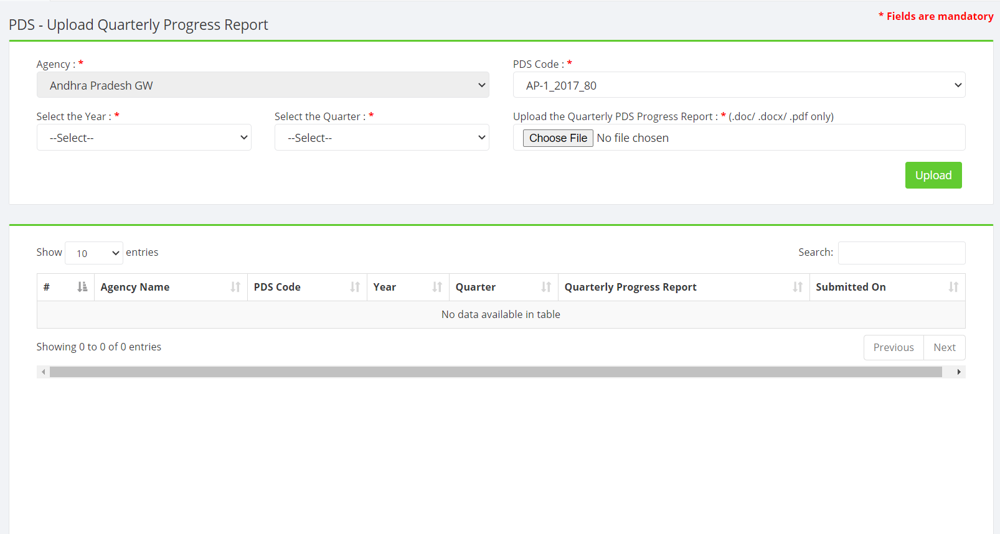 * Fields are mandatory
PDS - Upload Quarterly Progress Report
Agency : *
PDS Code : *
Andhra Pradesh GW
AP-1_2017_80
Select the Year : *
Select the Quarter : *
Upload the Quarterly PDS Progress Report : * (.doc/ .docx/ .pdf only)
--Select--
--Select--
Choose File No file chosen
Upload
Show 10 entries
Search:
# Agency Name PDS Code Year Quarter Quarterly Progress Report Submitted On
No data available in table
Showing 0 to 0 of 0 entries
Previous Next